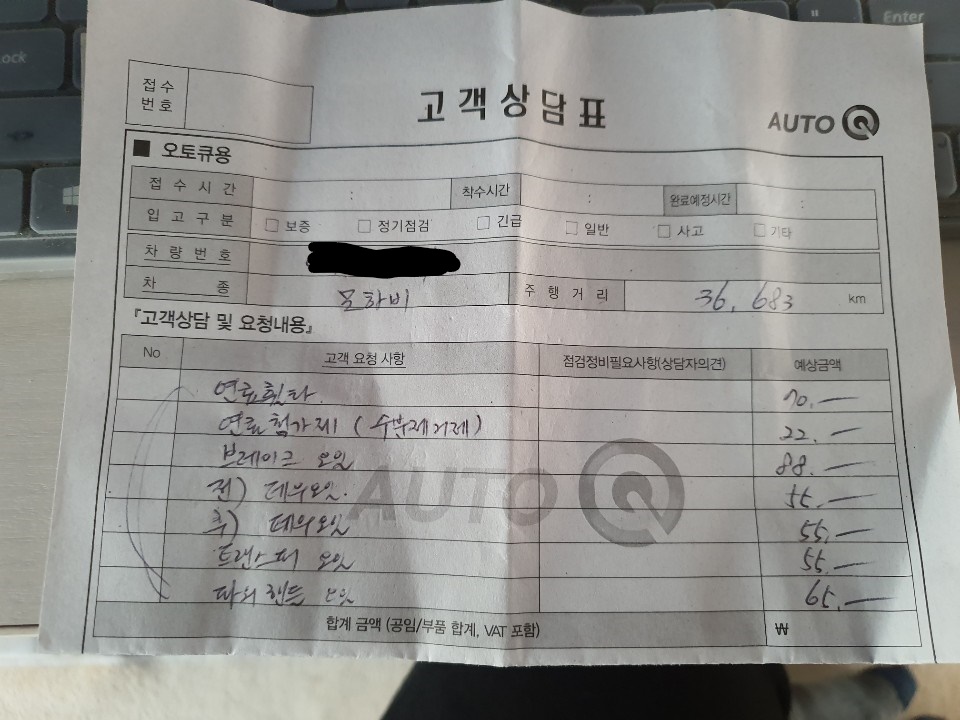 Lock
"
Enter
접수
번호
고객상담표
AUTO Q
■ 오토큐용
접수시간 : 착수시간 : 완료예정시간 :
입고구분 □ 보증 □ 정기점검 □ 긴급 □ 일반 □ 사고 □ 기타
차량번호
차종 모하비 주행거리 36,683 km
『고객상담 및 요청내용』
No 고객 요청 사항 점검정비필요사항(상담자의견) 예상금액
연료휠타 70.—
연료첨가제 (수분제거제) 22.—
브레이크 오일 88.—
전) 데우오일. 55.—
후) 데우오일 55.—
트랜스퍼 오일 55.—
파워핸들 오일 65.—
AUTO Q
합계 금액 (공임/부품 합계, VAT 포함) ₩